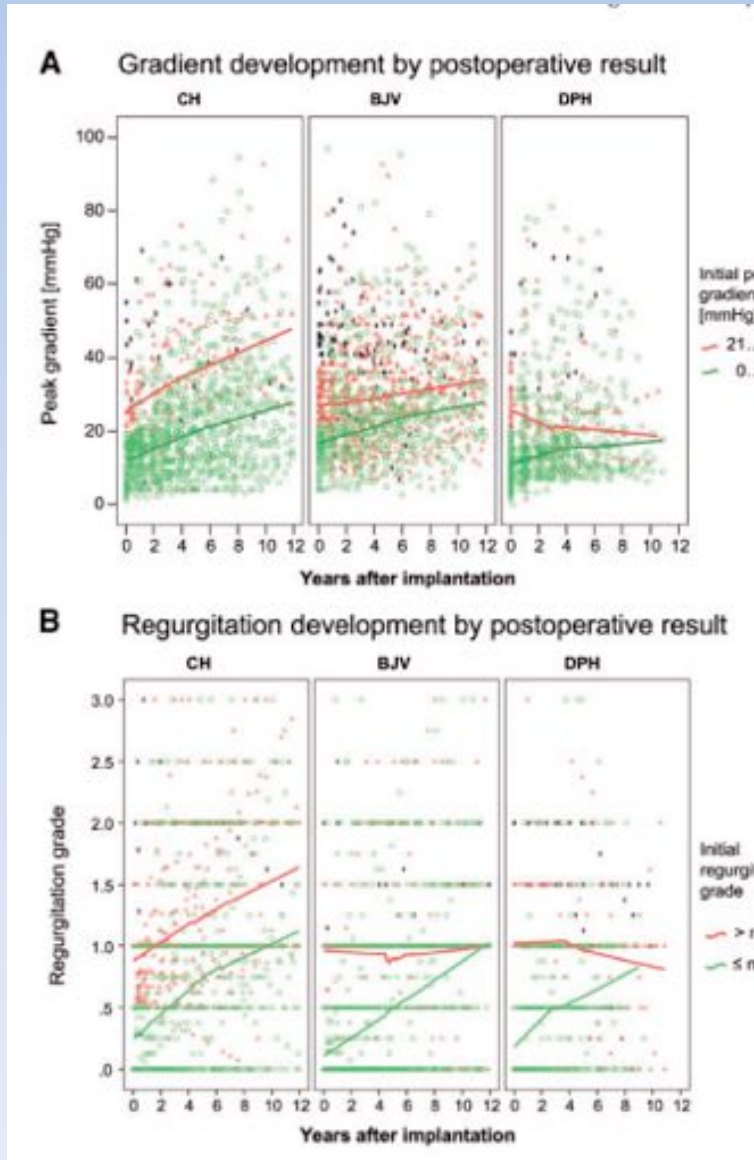 A Gradient development by postoperative result
CH BJV DPH
100
80
60
40
20
0
Peak gradient [mmHg]
0 2 4 6 8 10 12 0 2 4 6 8 10 12 0 2 4 6 8 10 12
Years after implantation
Initial p
gradien
[mmHg
21..
0..
B Regurgitation development by postoperative result
CH BJV DPH
3.0
2.5
2.0
1.5
1.0
.5
.0
Regurgitation grade
0 2 4 6 8 10 12 0 2 4 6 8 10 12 0 2 4 6 8 10 12
Years after implantation
Initial
regurgi
grade
> n
≤ n